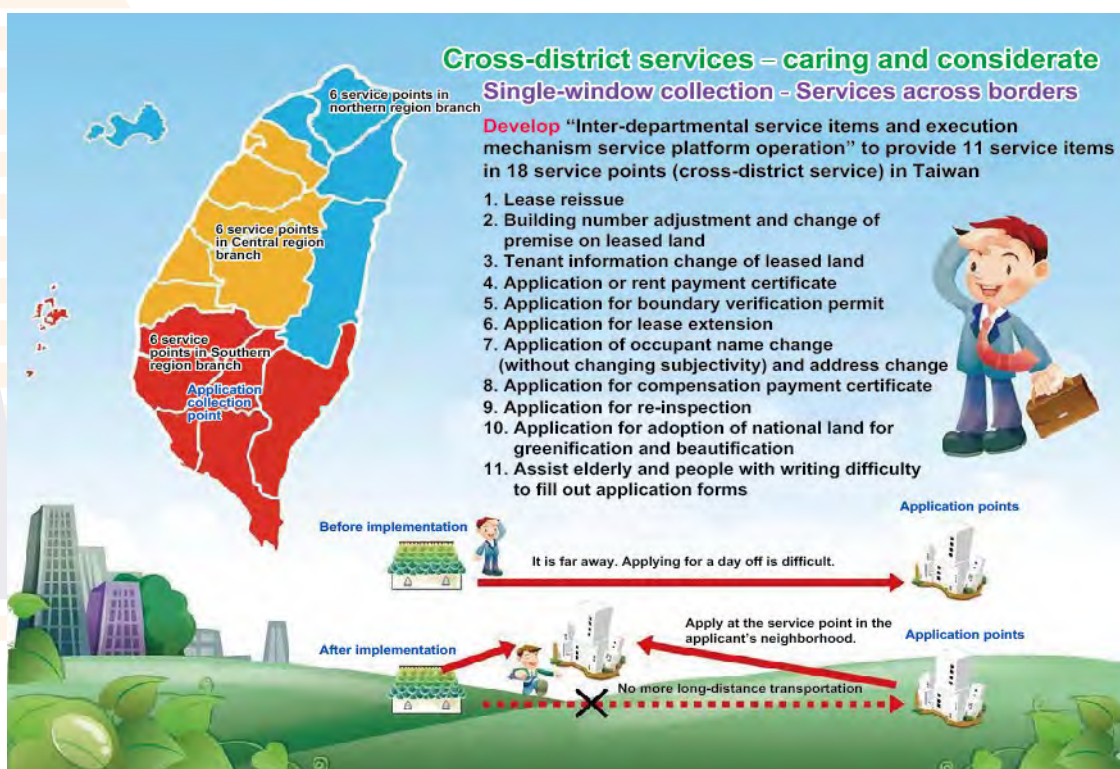 Cross-district services – caring and considerate
Single-window collection - Services across borders
Develop “Inter-departmental service items and execution
mechanism service platform operation” to provide 11 service items
in 18 service points (cross-district service) in Taiwan
1. Lease reissue
2. Building number adjustment and change of
premise on leased land
3. Tenant information change of leased land
4. Application or rent payment certificate
5. Application for boundary verification permit
6. Application for lease extension
7. Application of occupant name change
(without changing subjectivity) and address change
8. Application for compensation payment certificate
9. Application for re-inspection
10. Application for adoption of national land for
greenification and beautification
11. Assist elderly and people with writing difficulty
to fill out application forms
6 service points in
northern region branch
6 service points
in Central region
branch
6 service
points in Southern
region branch
Application
collection
point
Before implementation
It is far away. Applying for a day off is difficult.
Application points
After implementation
Apply at the service point in the
applicant's neighborhood.
Application points
No more long-distance transportation